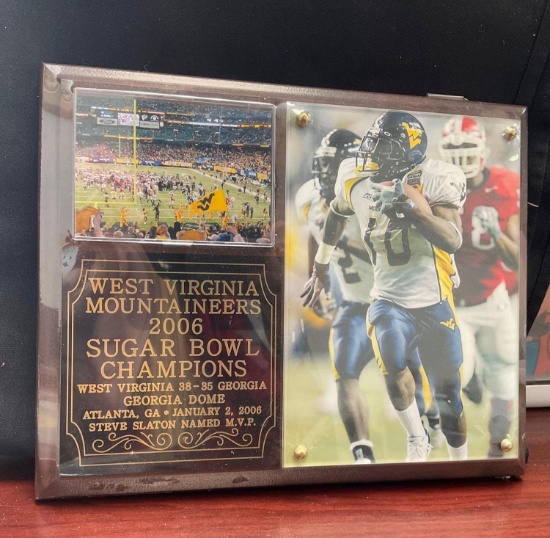 WEST VIRGINIA
MOUNTAINEERS
2006
SUGAR BOWL
CHAMPIONS
WEST VIRGINIA 38-35 GEORGIA
GEORGIA DOME
ATLANTA, GA • JANUARY 2, 2006
STEVE SLATON NAMED M.V.P.
10